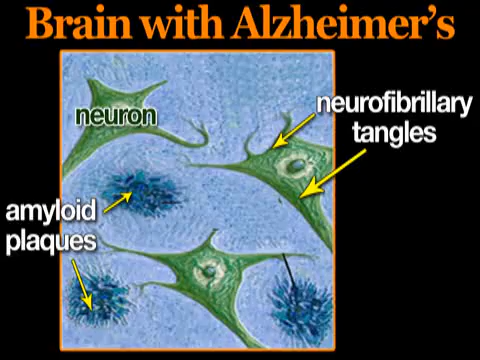 Brain with Alzheimer's
neuron
neurofibrillary
tangles
amyloid
plaques